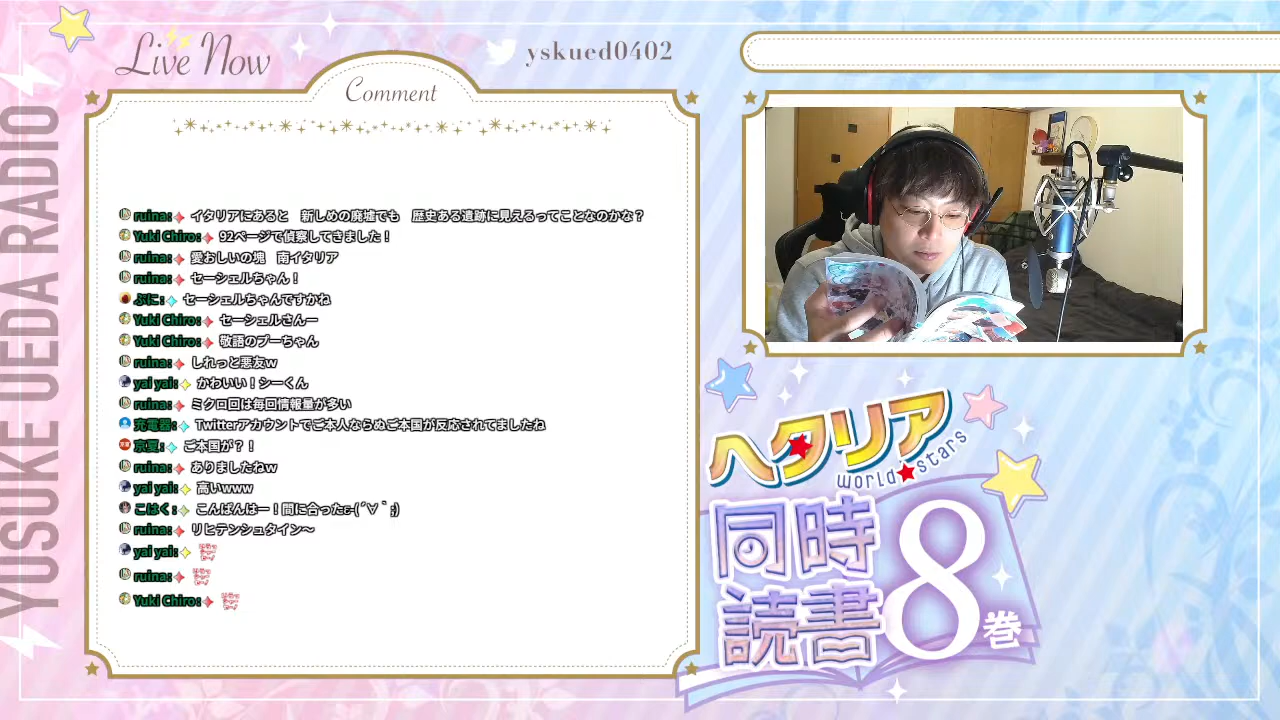 Live Now
yskued0402
Comment
YUSUKE UEDA RADIO
ruina: イタリアにあると 新しめの廃墟でも 歴史ある遺跡に見えるってことなのかな？
Yuki Chiro: 92ページで偵察してきました！
ruina: 愛おしいの塊 南イタリア
ruina: セーシェルちゃん！
ぷに: セーシェルちゃんですかね
Yuki Chiro: セーシェルさんー
Yuki Chiro: 敬語のプーちゃん
ruina: しれっと悪友w
yai yai: かわいい！シーくん
ruina: ミクロ回は毎回情報量が多い
充電器: Twitterアカウントでご本人ならぬご本国が反応されてましたね
京夏: ご本国が？！
ruina: ありましたねw
yai yai: 高いwww
こはく: こんばんはー！間に合ったε-(´∀｀;)
ruina: リヒテンシュタイン〜
yai yai:
ruina:
Yuki Chiro:
ヘタリア
world★stars
同時
読書
8巻